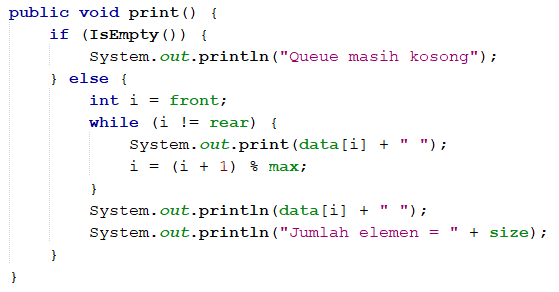 public void print() {
    if (IsEmpty()) {
        System.out.println("Queue masih kosong");
    } else {
        int i = front;
        while (i != rear) {
            System.out.print(data[i] + " ");
            i = (i + 1) % max;
        }
        System.out.println(data[i] + " ");
        System.out.println("Jumlah elemen = " + size);
    }
}